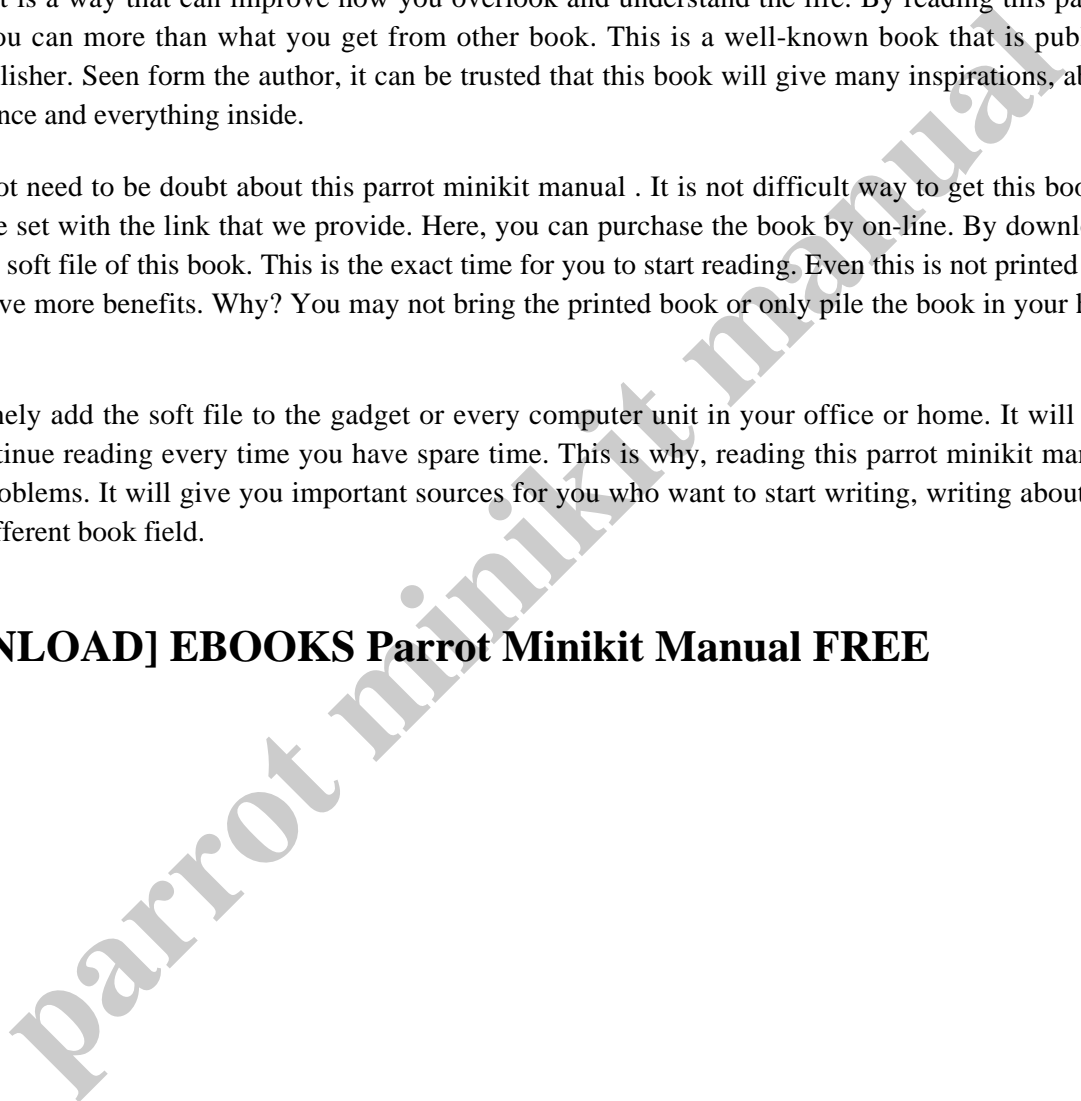 t is a way that can improve how you overlook and understand the life. By reading this pa
ou can more than what you get from other book. This is a well-known book that is pub
lisher. Seen form the author, it can be trusted that this book will give many inspirations, ab
nce and everything inside.
ot need to be doubt about this parrot minikit manual . It is not difficult way to get this boo
e set with the link that we provide. Here, you can purchase the book by on-line. By downl
soft file of this book. This is the exact time for you to start reading. Even this is not printed
ve more benefits. Why? You may not bring the printed book or only pile the book in your h
nely add the soft file to the gadget or every computer unit in your office or home. It will
tinue reading every time you have spare time. This is why, reading this parrot minikit mar
oblems. It will give you important sources for you who want to start writing, writing about
fferent book field.
NLOAD] EBOOKS Parrot Minikit Manual FREE
parrot minikit manual